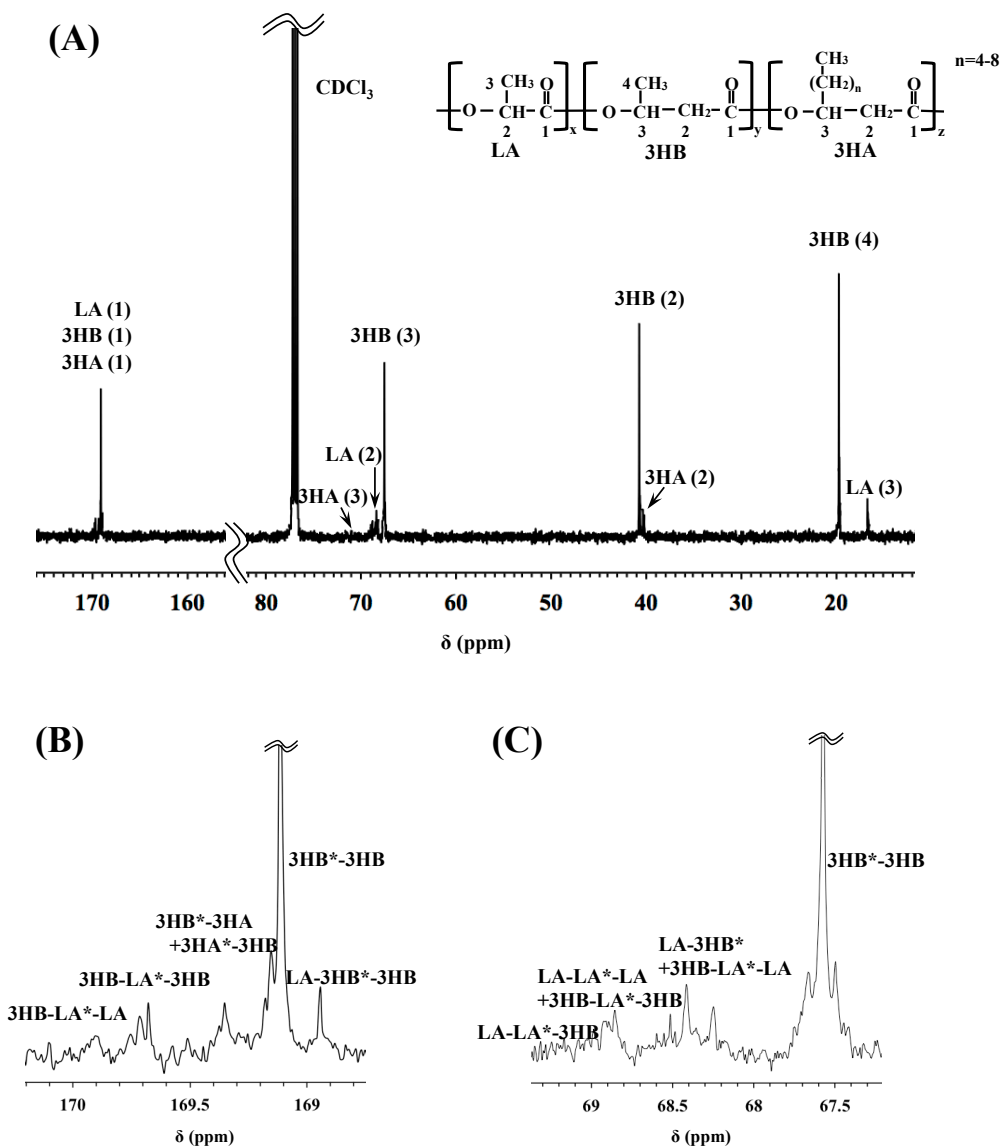 (A)
CDCl3
n=4-8
3 CH3 O
O CH C
2 1 x
LA
4 CH3 O
O CH CH2 C
3 2 1 y
3HB
CH3
(CH2)n O
O CH CH2 C
3 2 1 z
3HA
LA (1)
3HB (1)
3HA (1)
3HA (3)
LA (2)
3HB (3)
3HB (2)
3HA (2)
3HB (4)
LA (3)
170 160 80 70 60 50 40 30 20
δ (ppm)
(B)
3HB-LA*-LA
3HB-LA*-3HB
3HB*-3HA
+3HA*-3HB
3HB*-3HB
LA-3HB*-3HB
170 169.5 169
δ (ppm)
(C)
LA-LA*-3HB
LA-LA*-LA
+3HB-LA*-3HB
LA-3HB*
+3HB-LA*-LA
3HB*-3HB
69 68.5 68 67.5
δ (ppm)